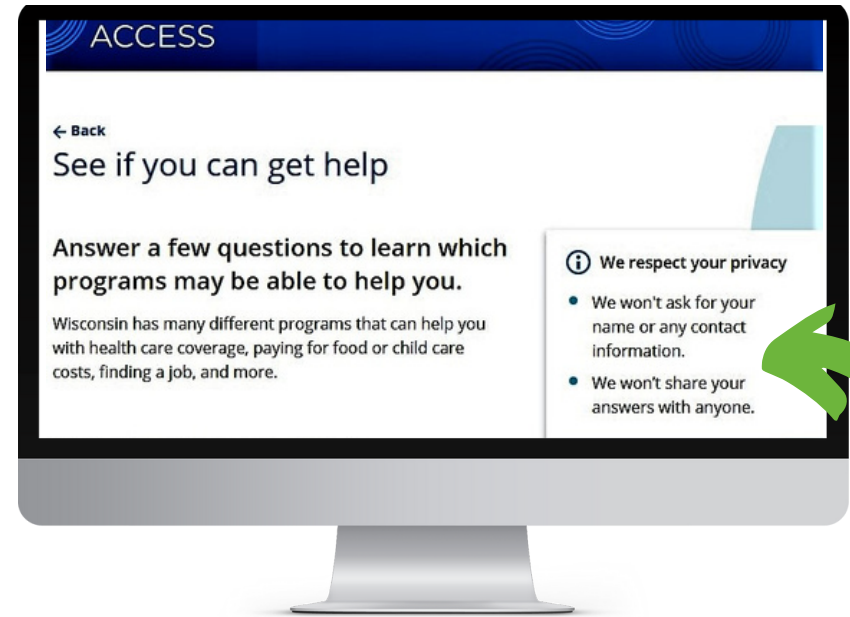 ACCESS
← Back
See if you can get help
Answer a few questions to learn which
programs may be able to help you.
Wisconsin has many different programs that can help you
with health care coverage, paying for food or child care
costs, finding a job, and more.
We respect your privacy
• We won't ask for your
name or any contact
information.
• We won't share your
answers with anyone.